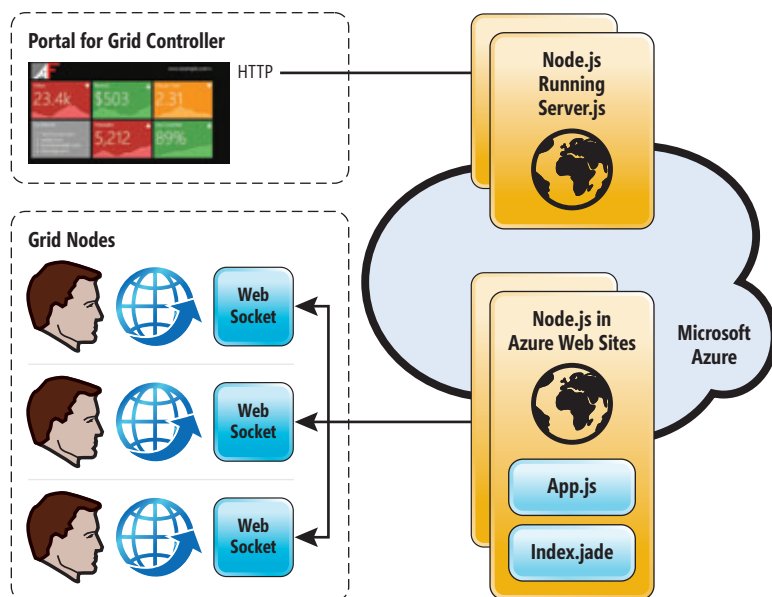 Portal for Grid Controller
HTTP
23.4k
$503
2.31
5,212
89%
Node.js
Running
Server.js
Grid Nodes
Web
Socket
Web
Socket
Web
Socket
Node.js in
Azure Web Sites
App.js
Index.jade
Microsoft
Azure